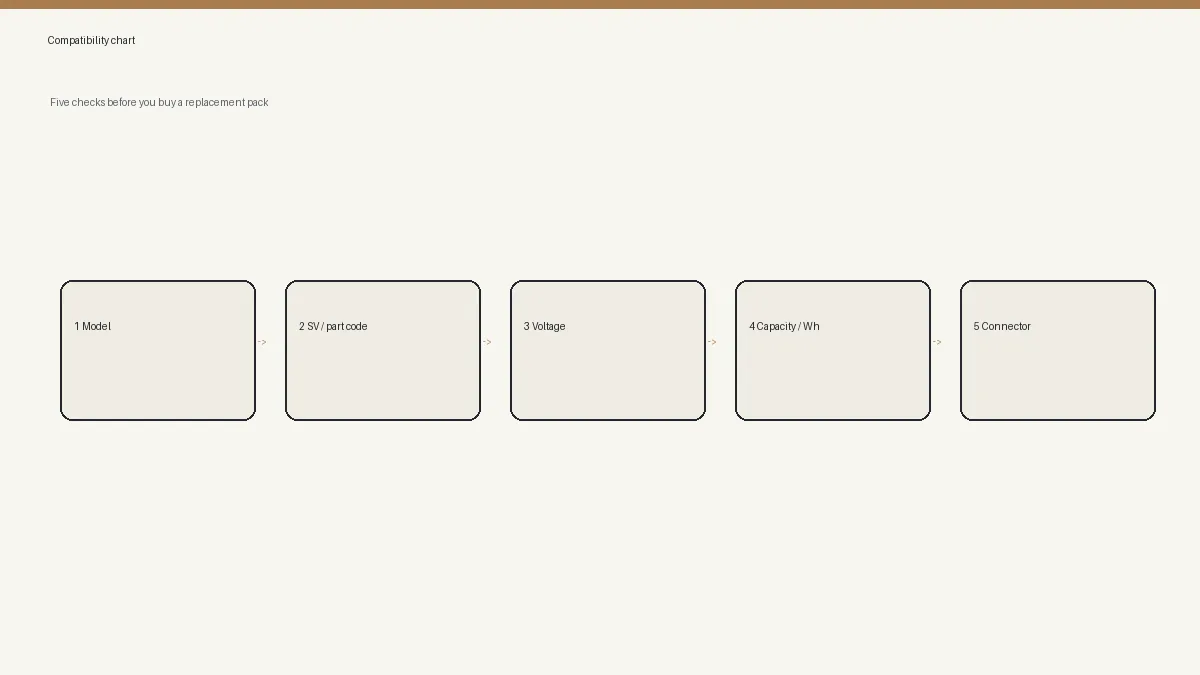 Compatibility chart
Five checks before you buy a replacement pack
1 Model
->
2 SV / part code
->
3 Voltage
->
4 Capacity / Wh
->
5 Connector